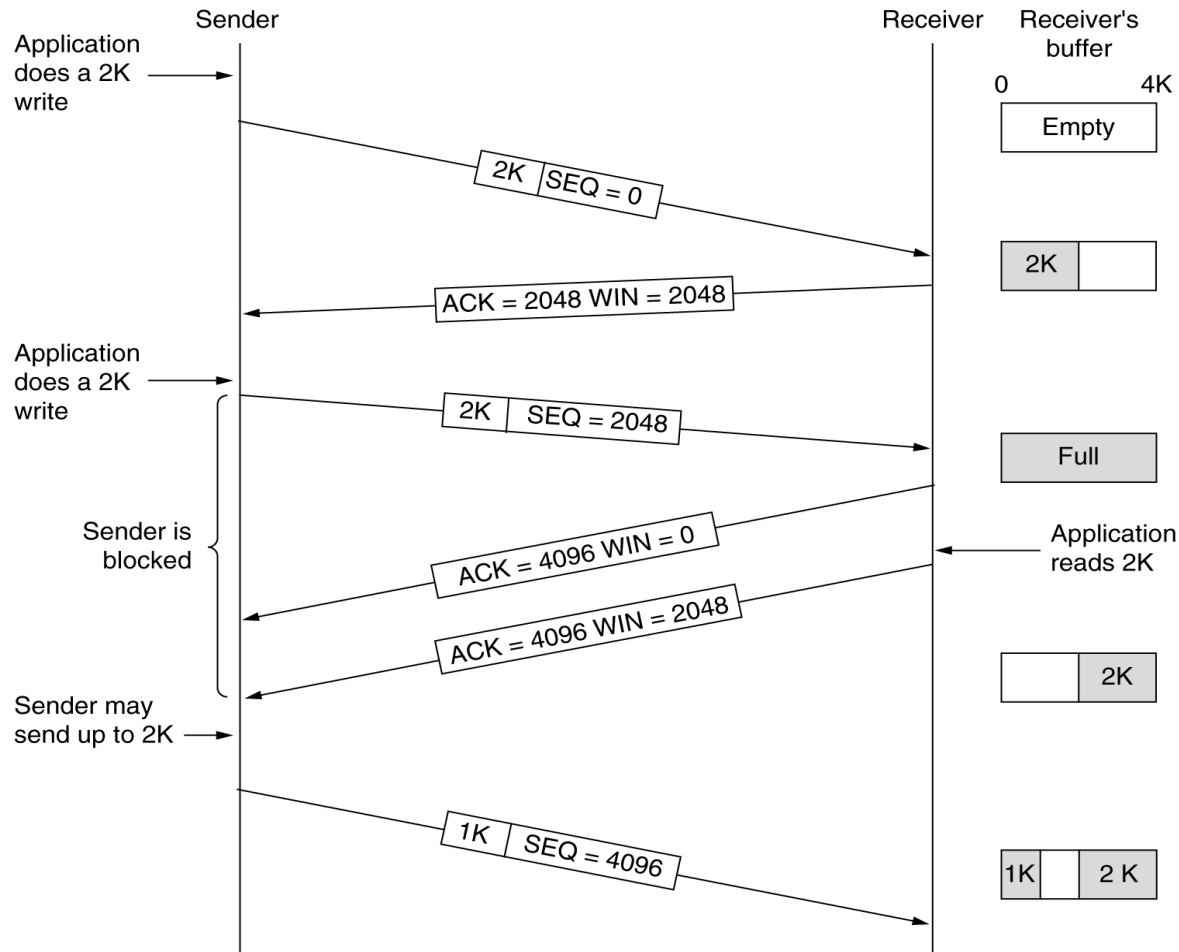 Sender
Receiver
Receiver's
buffer
Application
does a 2K
write
0
4K
Empty
2K
SEQ = 0
2K
ACK = 2048 WIN = 2048
Application
does a 2K
write
2K
SEQ = 2048
Full
Sender is
blocked
ACK = 4096 WIN = 0
Application
reads 2K
ACK = 4096 WIN = 2048
2K
Sender may
send up to 2K
1K
SEQ = 4096
1K
2 K